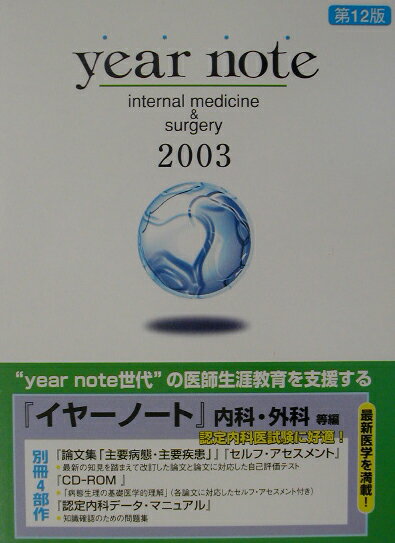 第12版
year note
internal medicine
&
surgery
2003
“year note世代”の医師生涯教育を支援する
『イヤーノート』内科・外科 等編
認定内科医試験に好適！
最新医学を満載！
別冊4部作
『論文集「主要病態・主要疾患」』『セルフ・アセスメント』
●最新の知見を踏まえて改訂した論文と論文に対応した自己評価テスト
『CD-ROM』
●「病態生理の基礎医学的理解」（各論文に対応したセルフ・アセスメント付き）
『認定内科データ・マニュアル』
●知識確認のための問題集